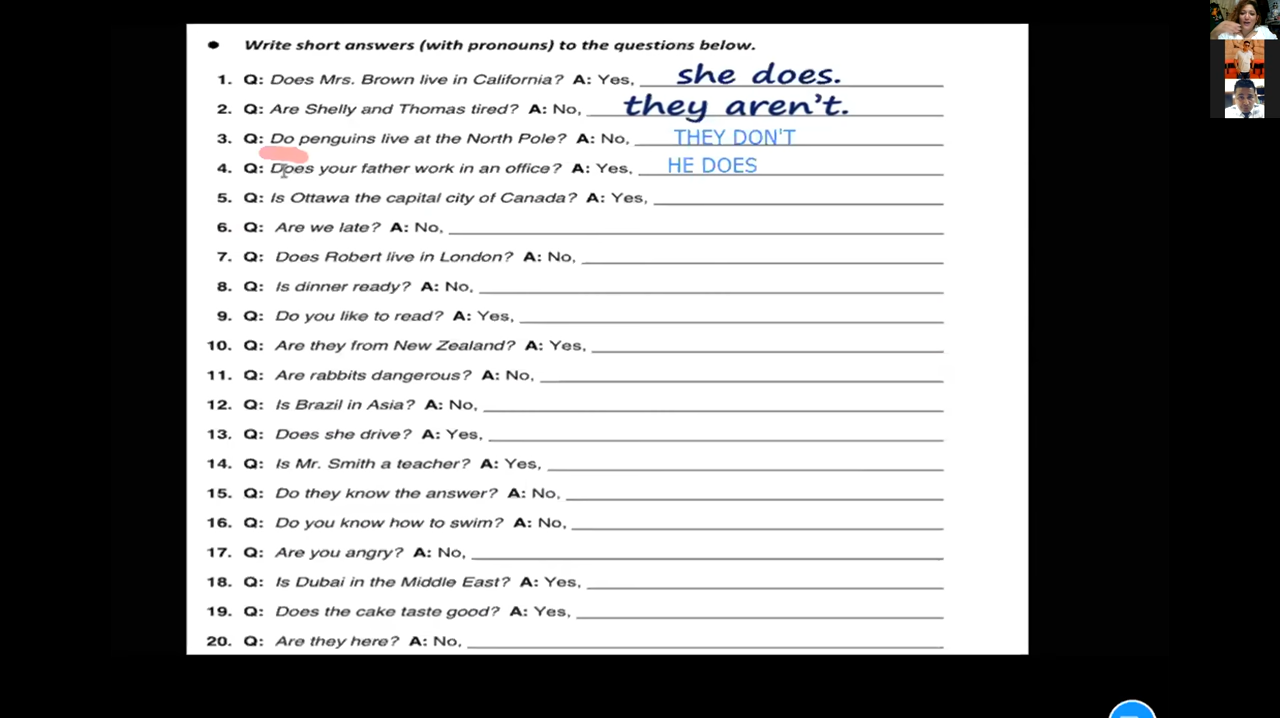 ● Write short answers (with pronouns) to the questions below.
1. Q: Does Mrs. Brown live in California? A: Yes, she does.
2. Q: Are Shelly and Thomas tired? A: No, they aren't.
3. Q: Do penguins live at the North Pole? A: No, THEY DON'T
4. Q: Does your father work in an office? A: Yes, HE DOES
5. Q: Is Ottawa the capital city of Canada? A: Yes,
6. Q: Are we late? A: No,
7. Q: Does Robert live in London? A: No,
8. Q: Is dinner ready? A: No,
9. Q: Do you like to read? A: Yes,
10. Q: Are they from New Zealand? A: Yes,
11. Q: Are rabbits dangerous? A: No,
12. Q: Is Brazil in Asia? A: No,
13. Q: Does she drive? A: Yes,
14. Q: Is Mr. Smith a teacher? A: Yes,
15. Q: Do they know the answer? A: No,
16. Q: Do you know how to swim? A: No,
17. Q: Are you angry? A: No,
18. Q: Is Dubai in the Middle East? A: Yes,
19. Q: Does the cake taste good? A: Yes,
20. Q: Are they here? A: No,